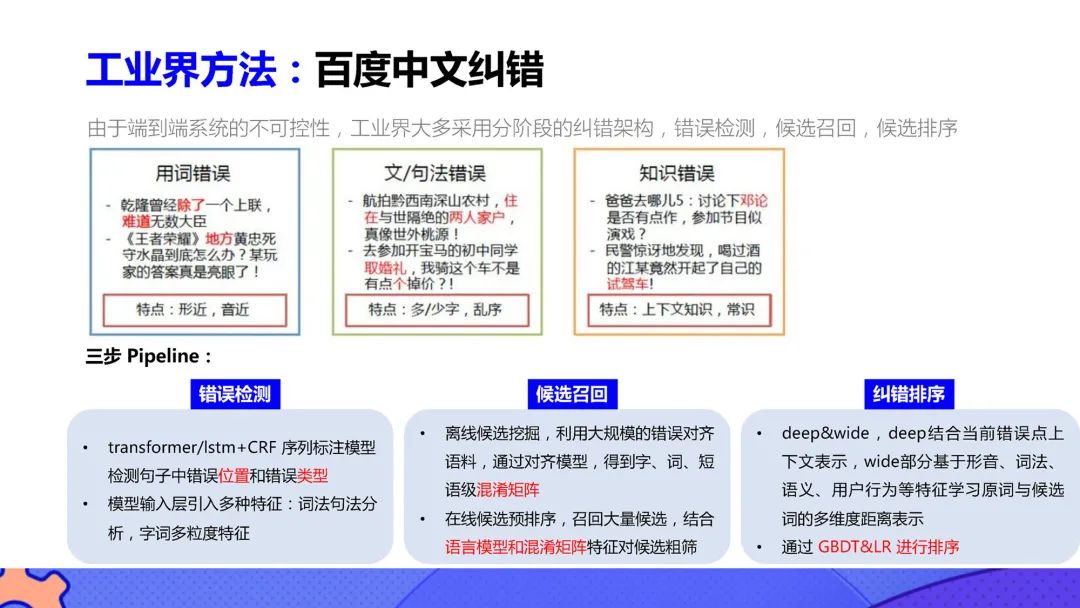 工业界方法：百度中文纠错
由于端到端系统的不可控性，工业界大多采用分阶段的纠错架构，错误检测，候选召回，候选排序
用词错误
- 乾隆曾经除了一个上联，
难道无数大臣
- 《王者荣耀》地方黄忠死
守水晶到底怎么办？某玩
家的答案真是亮眼了！
特点：形近，音近
文/句法错误
- 航拍黔西南深山农村，住
在与世隔绝的两人家户，
真像世外桃源！
- 去参加开宝马的初中同学
取婚礼，我骑这个车不是
有点个掉价？！
特点：多/少字，乱序
知识错误
- 爸爸去哪儿5：讨论下邓论
是否有点作，参加节目似
演戏？
- 民警惊讶地发现，喝过酒
的江某竟然开起了自己的
试驾车！
特点：上下文知识，常识
三步 Pipeline：
错误检测
• transformer/lstm+CRF 序列标注模型
检测句子中错误位置和错误类型
• 模型输入层引入多种特征：词法句法分
析，字词多粒度特征
候选召回
• 离线候选挖掘，利用大规模的错误对齐
语料，通过对齐模型，得到字、词、短
语级混淆矩阵
• 在线候选预排序，召回大量候选，结合
语言模型和混淆矩阵特征对候选粗筛
纠错排序
• deep&wide，deep结合当前错误点上
下文表示，wide部分基于形音、词法、
语义、用户行为等特征学习原词与候选
词的多维度距离表示
• 通过 GBDT&LR 进行排序